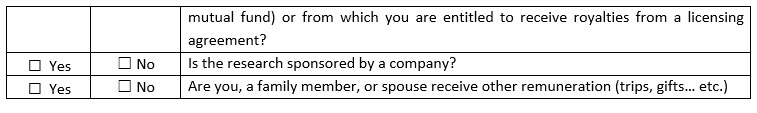 mutual fund) or from which you are entitled to receive royalties from a licensing
agreement?
☐ Yes ☐ No Is the research sponsored by a company?
☐ Yes ☐ No Are you, a family member, or spouse receive other remuneration (trips, gifts… etc.)